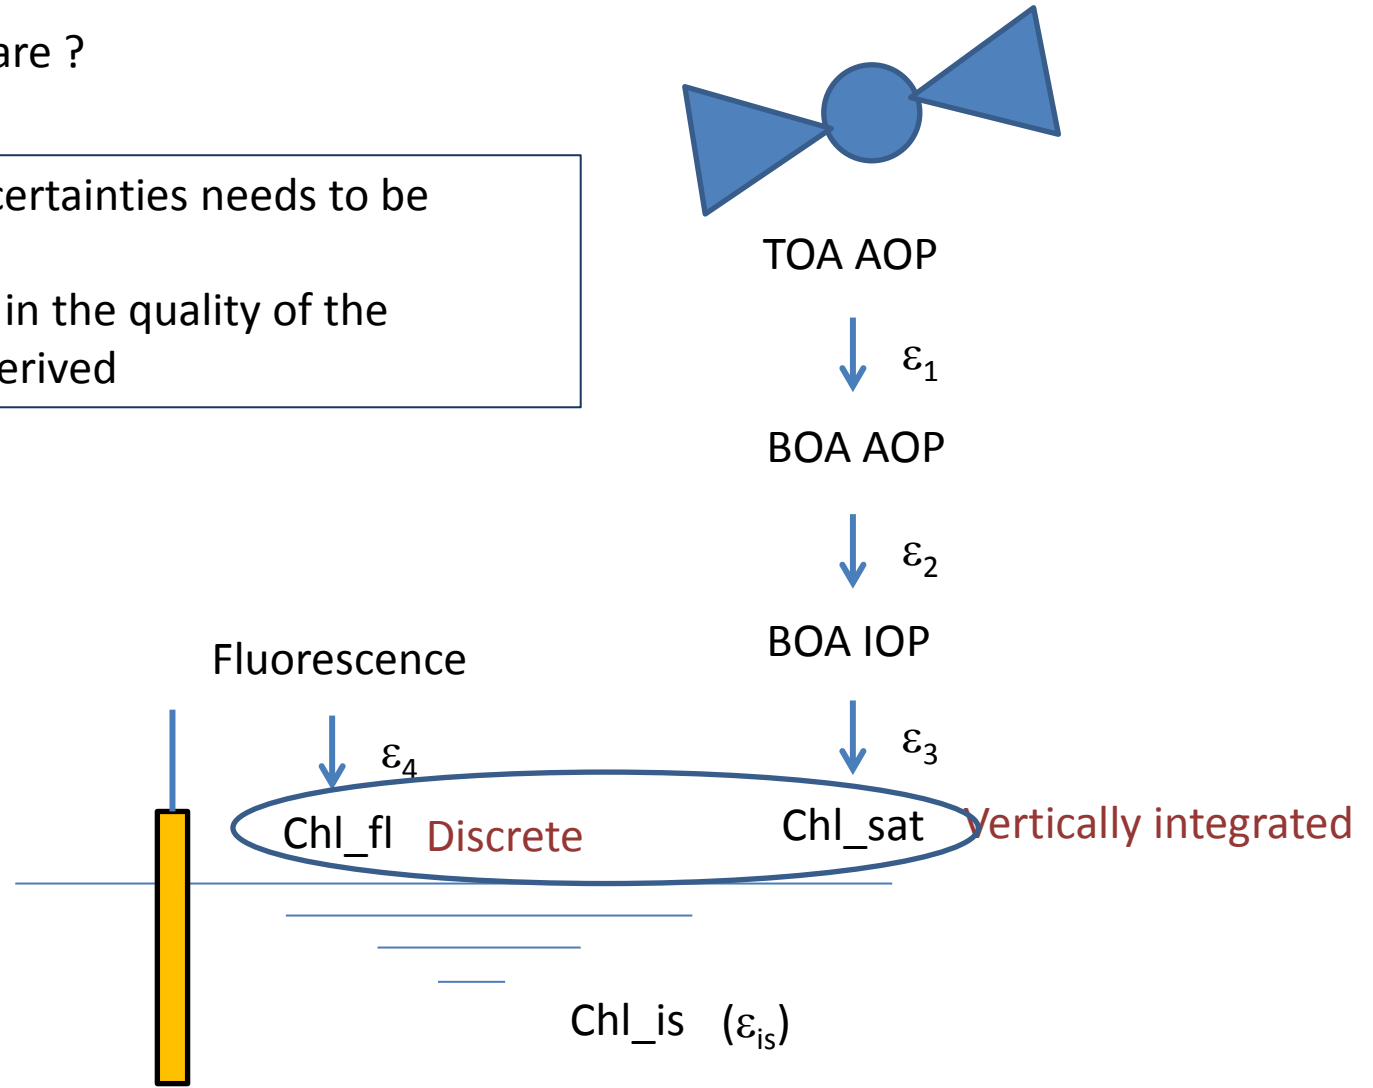 are ?
certainties needs to be
in the quality of the
erived
TOA AOP
ε1
BOA AOP
ε2
BOA IOP
Fluorescence
ε3
ε4
Chl_fl Discrete
Chl_sat Vertically integrated
Chl_is (εis)